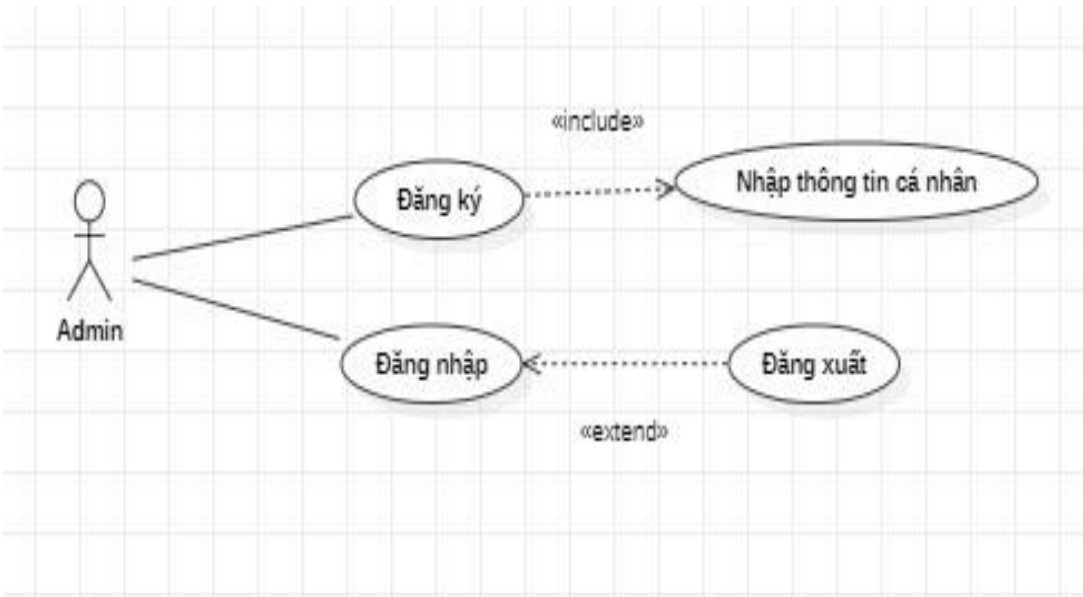 «include»
Đăng ký
Nhập thông tin cá nhân
Admin
Đăng nhập
Đăng xuất
«extend»